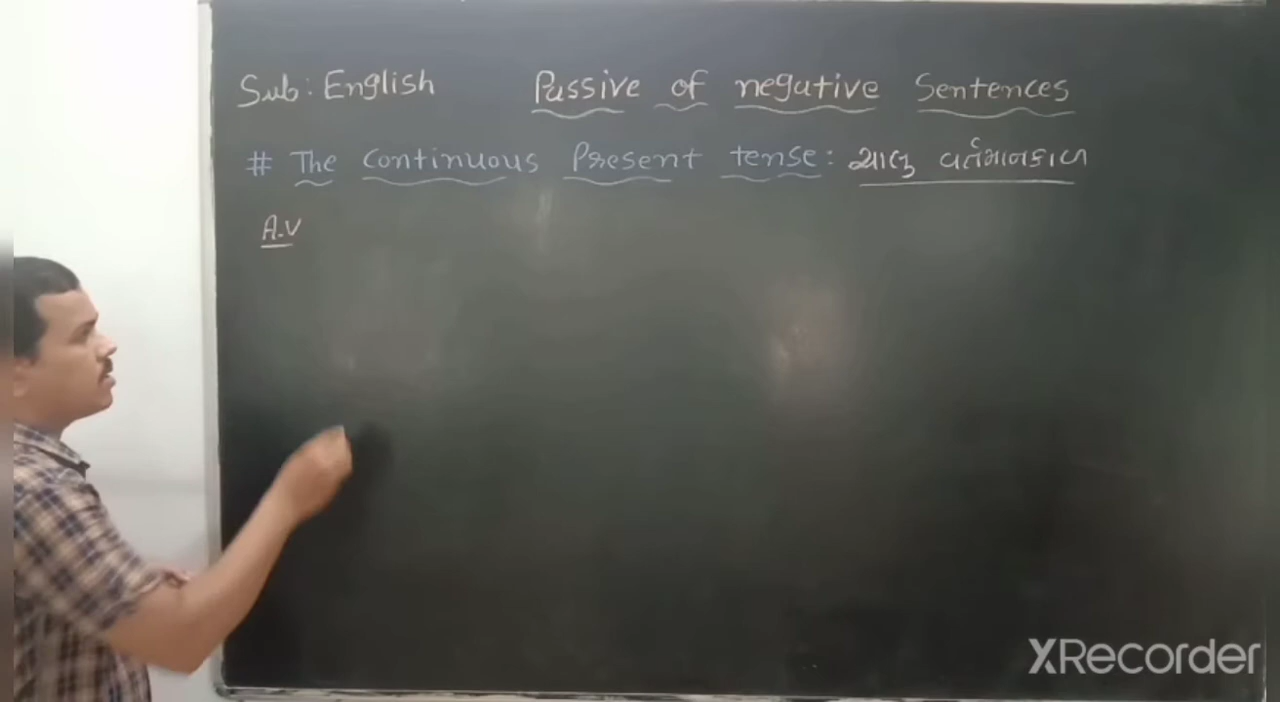 Sub: English Passive of negative Sentences
# The Continuous Present tense: ચાલુ વર્તમાનકાળ
A.V
XRecorder